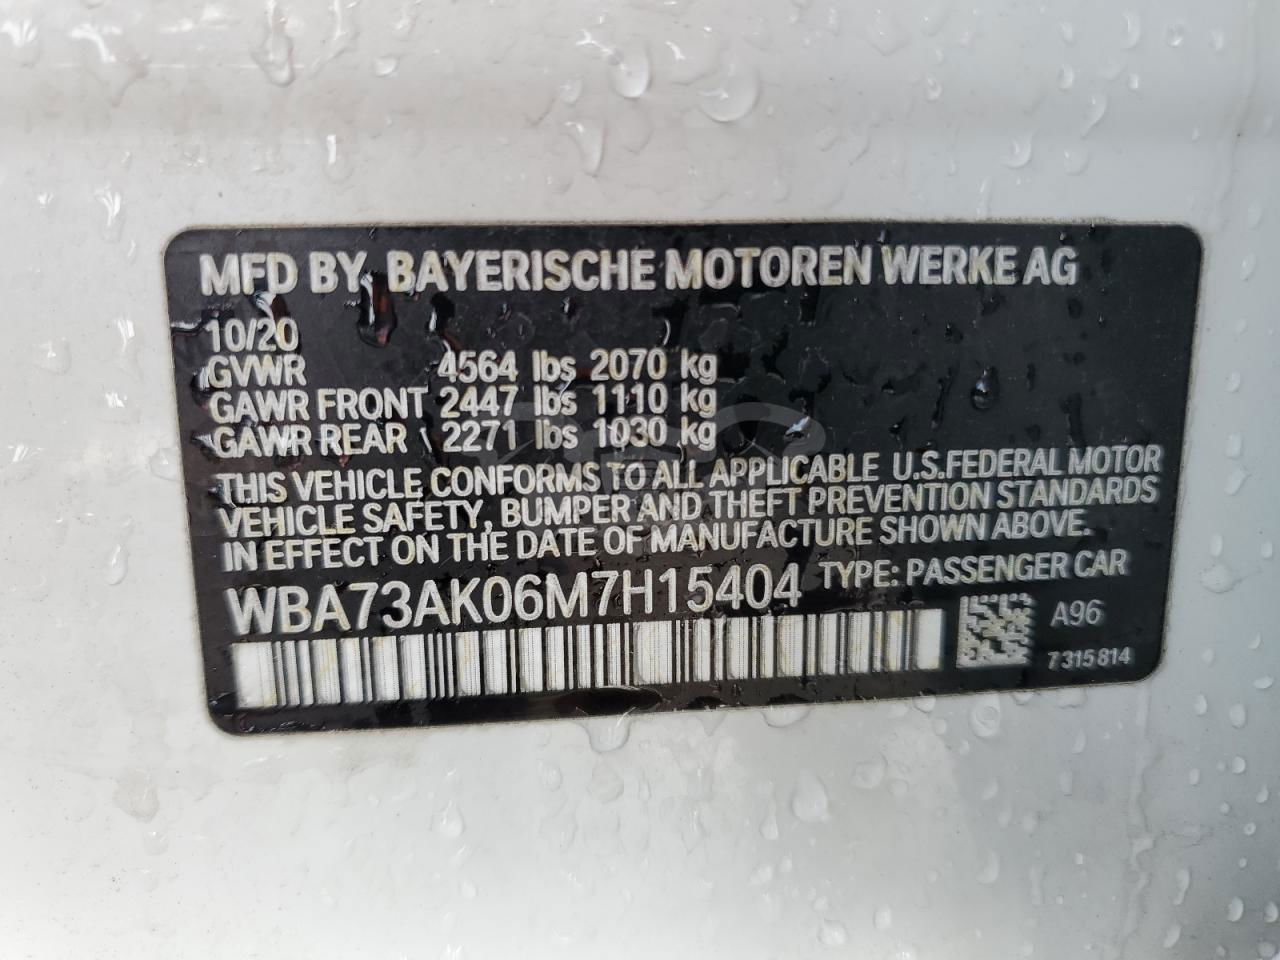 MFD BY BAYERISCHE MOTOREN WERKE AG
10/20
GVWR 4564 lbs 2070 kg
GAWR FRONT 2447 lbs 1110 kg
GAWR REAR 2271 lbs 1030 kg
THIS VEHICLE CONFORMS TO ALL APPLICABLE U.S.FEDERAL MOTOR
VEHICLE SAFETY, BUMPER AND THEFT PREVENTION STANDARDS
IN EFFECT ON THE DATE OF MANUFACTURE SHOWN ABOVE.
WBA73AK06M7H15404 TYPE: PASSENGER CAR
A96
7 315 814